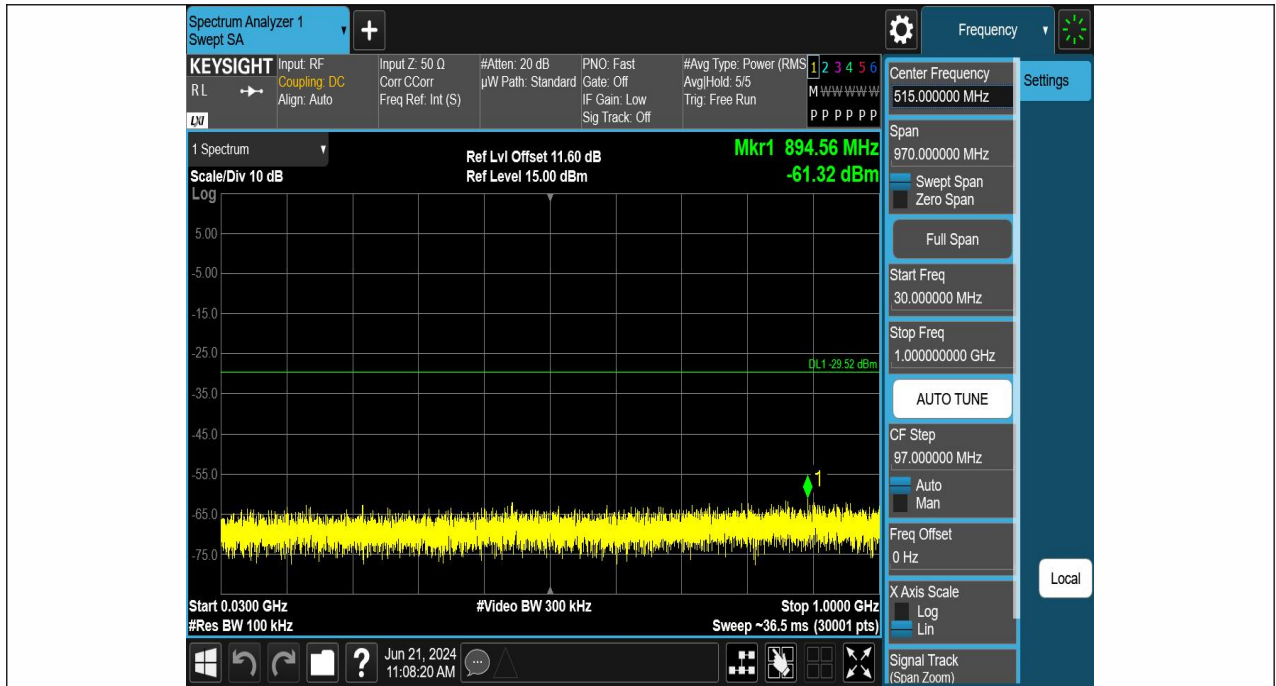 Spectrum Analyzer 1
Swept SA
+
Frequency
KEYSIGHT
RL
LXI
Input: RF
Coupling: DC
Align: Auto
Input Z: 50 Ω
Corr CCorr
Freq Ref: Int (S)
#Atten: 20 dB
µW Path: Standard
PNO: Fast
Gate: Off
IF Gain: Low
Sig Track: Off
#Avg Type: Power (RMS
Avg|Hold: 5/5
Trig: Free Run
1 2 3 4 5 6
M W W W W W
P P P P P P
1 Spectrum
Scale/Div 10 dB
Ref Lvl Offset 11.60 dB
Ref Level 15.00 dBm
Mkr1 894.56 MHz
-61.32 dBm
Log
5.00
-5.00
-15.0
-25.0
DL1 -29.52 dBm
-35.0
-45.0
-55.0
1
-65.0
-75.0
Start 0.0300 GHz
#Video BW 300 kHz
Stop 1.0000 GHz
#Res BW 100 kHz
Sweep ~36.5 ms (30001 pts)
?
Jun 21, 2024
11:08:20 AM
Center Frequency
515.000000 MHz
Span
970.000000 MHz
Swept Span
Zero Span
Full Span
Start Freq
30.000000 MHz
Stop Freq
1.000000000 GHz
AUTO TUNE
CF Step
97.000000 MHz
Auto
Man
Freq Offset
0 Hz
X Axis Scale
Log
Lin
Signal Track
(Span Zoom)
Settings
Local